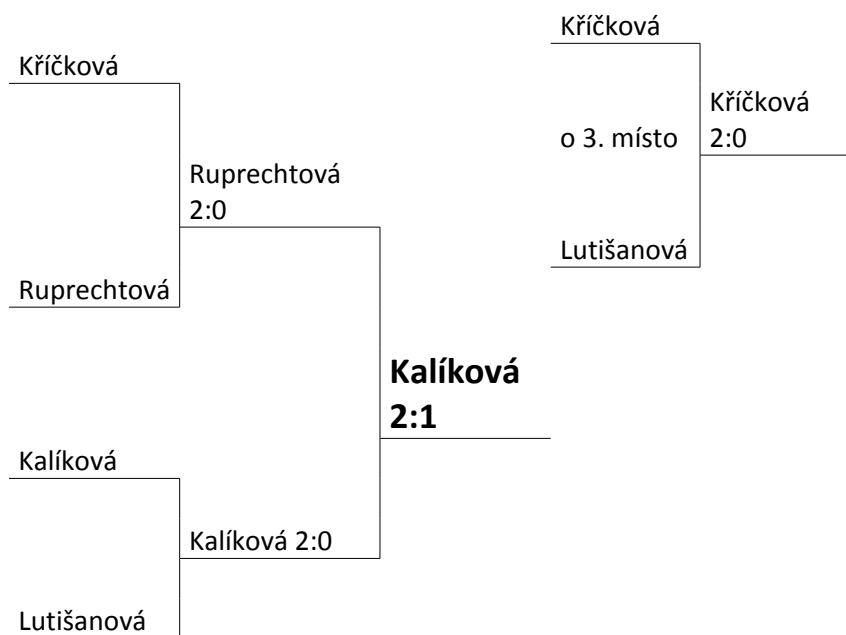 Kříčková
Ruprechtová
2:0
Ruprechtová
Kalíková
2:1
Kalíková
Kalíková 2:0
Lutišanová
Kříčková
Kříčková
2:0
o 3. místo
Lutišanová